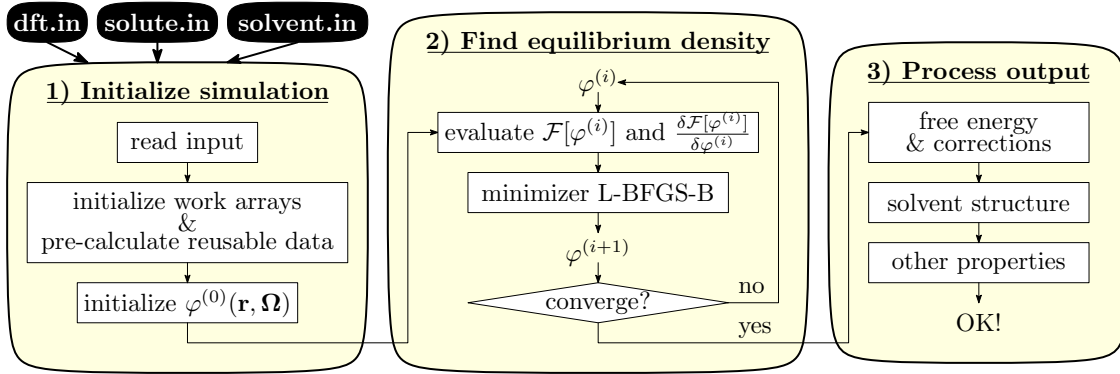 dft.in
solute.in
solvent.in
1) Initialize simulation
read input
initialize work arrays
&
pre-calculate reusable data
initialize φ^(0)(r, Ω)
2) Find equilibrium density
φ^(i)
evaluate ℱ[φ^(i)] and δℱ[φ^(i)]/δφ^(i)
minimizer L-BFGS-B
φ^(i+1)
converge?
no
yes
3) Process output
free energy
& corrections
solvent structure
other properties
OK!